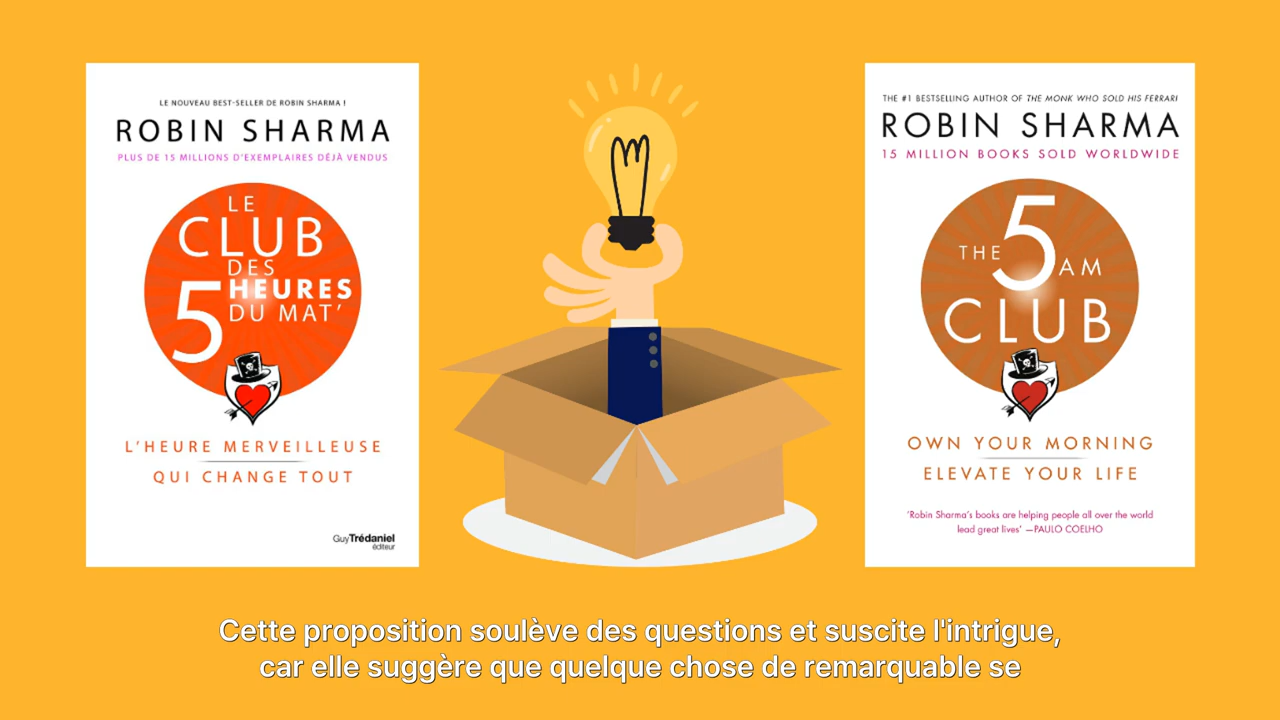 LE NOUVEAU BEST-SELLER DE ROBIN SHARMA !
ROBIN SHARMA
PLUS DE 15 MILLIONS D'EXEMPLAIRES DÉJÀ VENDUS
LE
CLUB
DES
5 HEURES
DU MAT'
L'HEURE MERVEILLEUSE
QUI CHANGE TOUT
Guy Trédaniel
éditeur
THE #1 BESTSELLING AUTHOR OF THE MONK WHO SOLD HIS FERRARI
ROBIN SHARMA
15 MILLION BOOKS SOLD WORLDWIDE
THE 5 AM
CLUB
OWN YOUR MORNING
ELEVATE YOUR LIFE
'Robin Sharma's books are helping people all over the world
lead great lives' —PAULO COELHO
Cette proposition soulève des questions et suscite l'intrigue,
car elle suggère que quelque chose de remarquable se